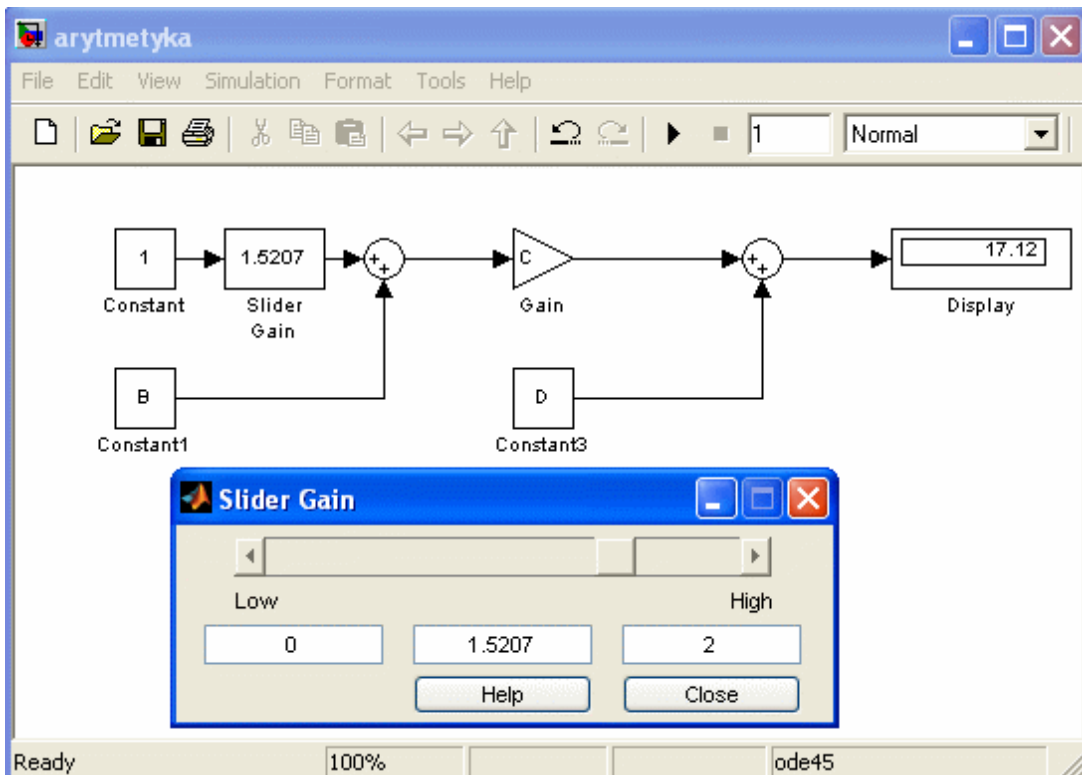 arytmetyka
File Edit View Simulation Format Tools Help
1 Normal
1 1.5207 + + C + + 17.12
Constant Slider Gain Gain Display
B D
Constant1 Constant3
Slider Gain
Low High
0 1.5207 2
Help Close
Ready 100% ode45